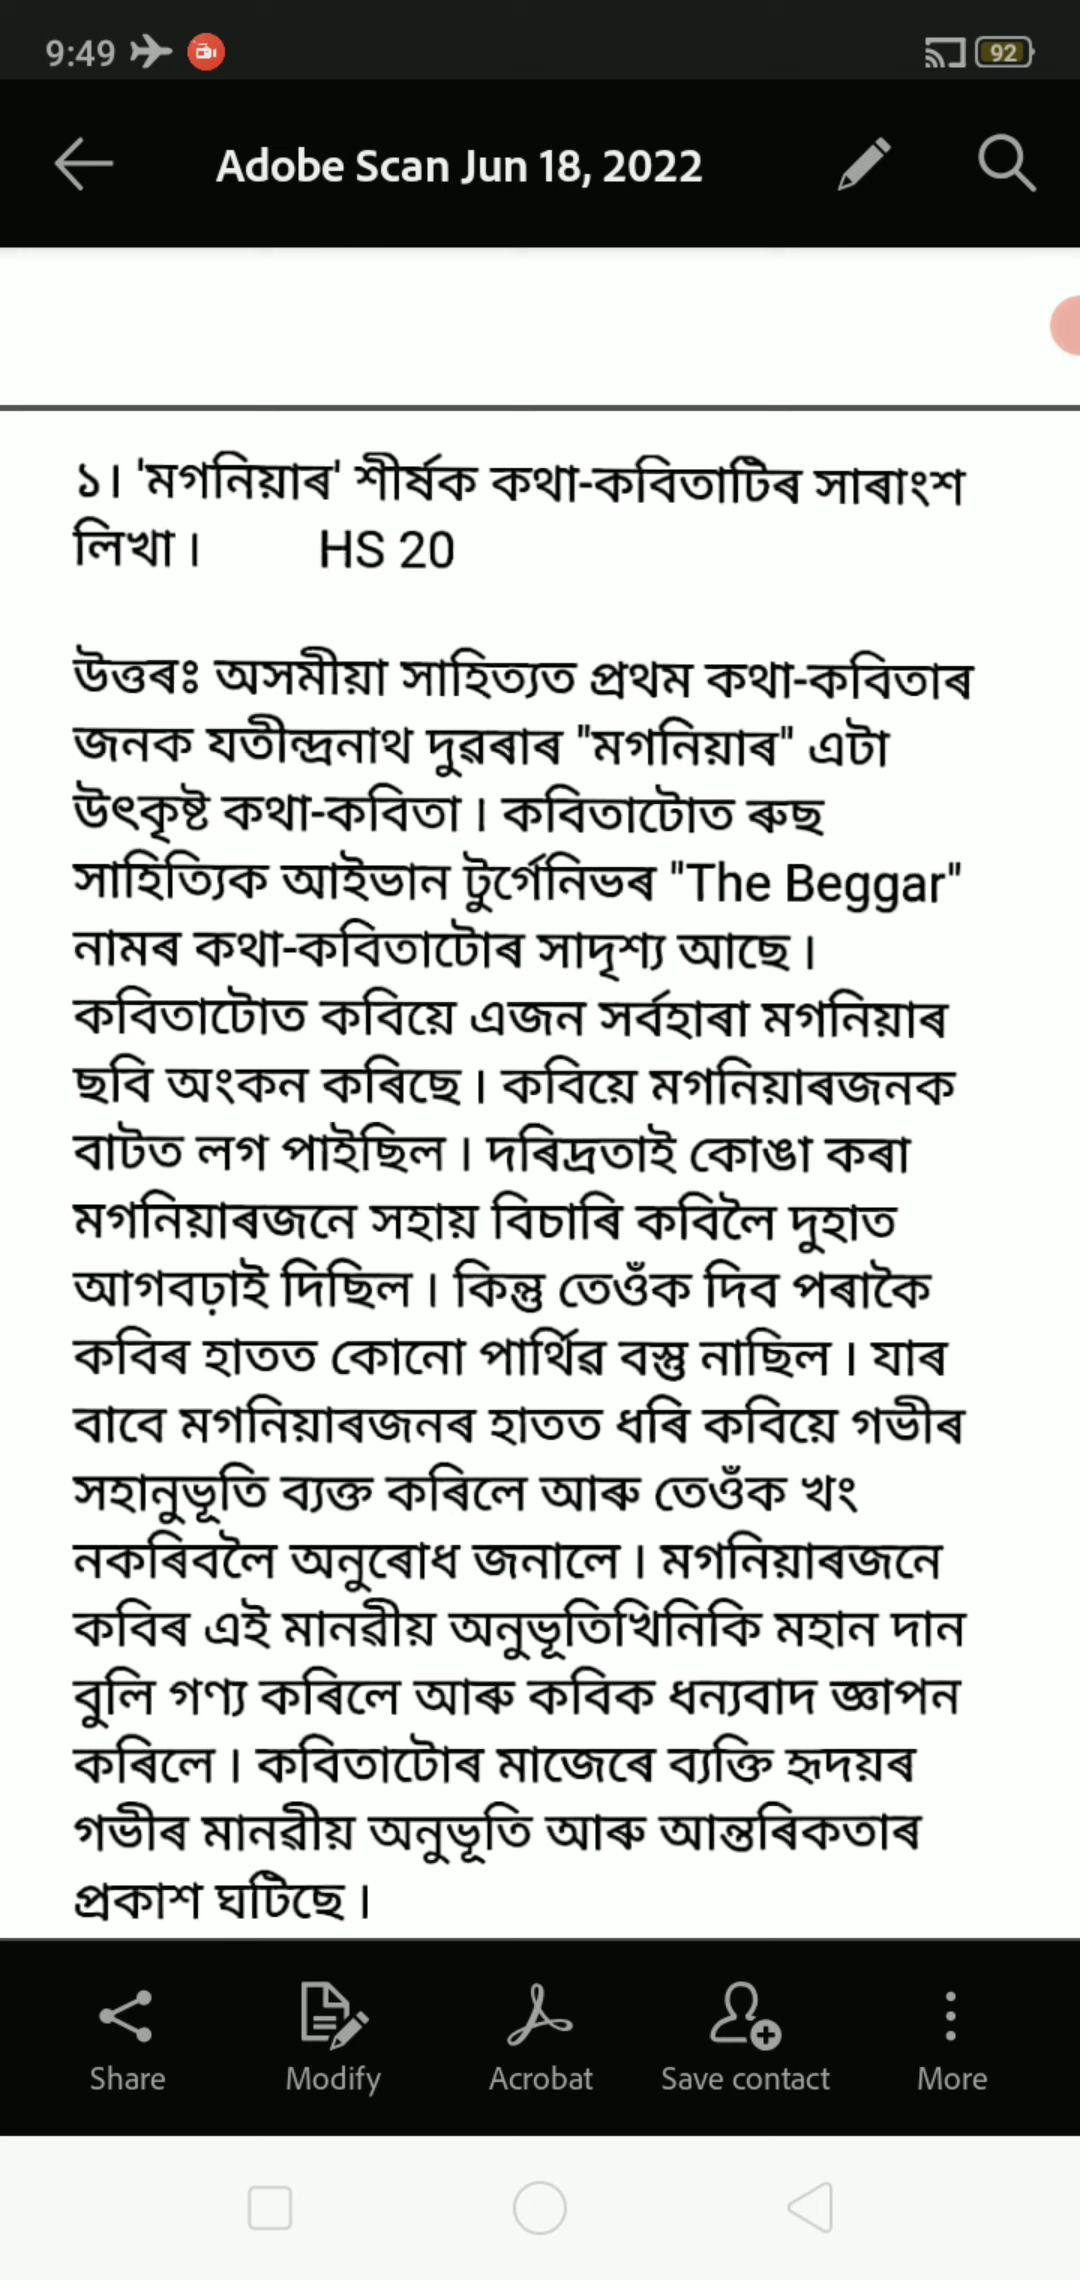 9:49
92
Adobe Scan Jun 18, 2022
১। 'মগনিয়াৰ' শীৰ্ষক কথা-কবিতাটিৰ সাৰাংশ
লিখা। HS 20
উত্তৰঃ অসমীয়া সাহিত্যত প্ৰথম কথা-কবিতাৰ
জনক যতীন্দ্ৰনাথ দুৱৰাৰ "মগনিয়াৰ" এটা
উৎকৃষ্ট কথা-কবিতা। কবিতাটোত ৰুছ
সাহিত্যিক আইভান টুৰ্গেনিভৰ "The Beggar"
নামৰ কথা-কবিতাটোৰ সাদৃশ্য আছে।
কবিতাটোত কবিয়ে এজন সৰ্বহাৰা মগনিয়াৰ
ছবি অংকন কৰিছে। কবিয়ে মগনিয়াৰজনক
বাটত লগ পাইছিল। দৰিদ্ৰতাই কোঙা কৰা
মগনিয়াৰজনে সহায় বিচাৰি কবিলৈ দুহাত
আগবঢ়াই দিছিল। কিন্তু তেওঁক দিব পৰাকৈ
কবিৰ হাতত কোনো পাৰ্থিৱ বস্তু নাছিল। যাৰ
বাবে মগনিয়াৰজনৰ হাতত ধৰি কবিয়ে গভীৰ
সহানুভূতি ব্যক্ত কৰিলে আৰু তেওঁক খং
নকৰিবলৈ অনুৰোধ জনালে। মগনিয়াৰজনে
কবিৰ এই মানৱীয় অনুভূতিখিনিকি মহান দান
বুলি গণ্য কৰিলে আৰু কবিক ধন্যবাদ জ্ঞাপন
কৰিলে। কবিতাটোৰ মাজেৰে ব্যক্তি হৃদয়ৰ
গভীৰ মানৱীয় অনুভূতি আৰু আন্তৰিকতাৰ
প্ৰকাশ ঘটিছে।
Share Modify Acrobat Save contact More